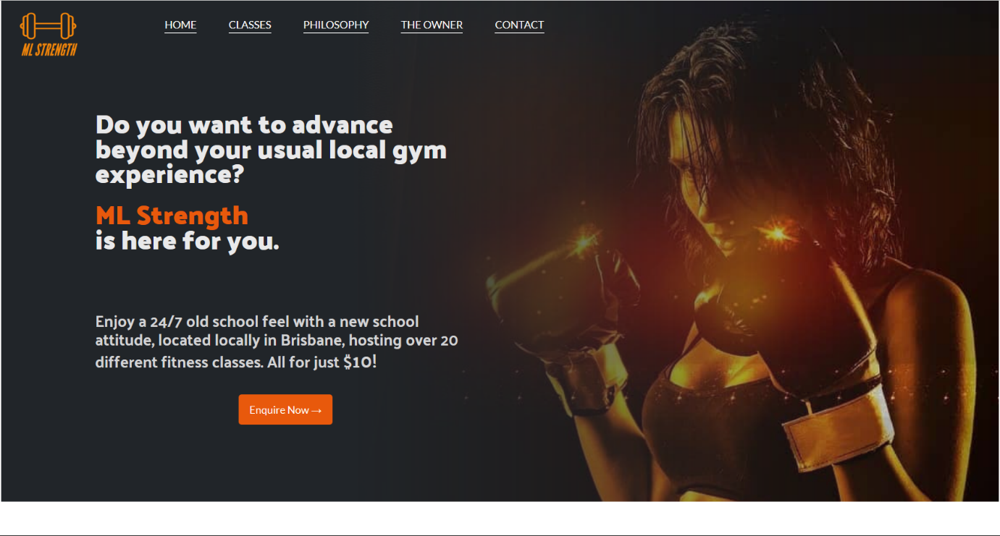 ML STRENGTH
HOME CLASSES PHILOSOPHY THE OWNER CONTACT
Do you want to advance
beyond your usual local gym
experience?
ML Strength
is here for you.
Enjoy a 24/7 old school feel with a new school
attitude, located locally in Brisbane, hosting over 20
different fitness classes. All for just $10!
Enquire Now →